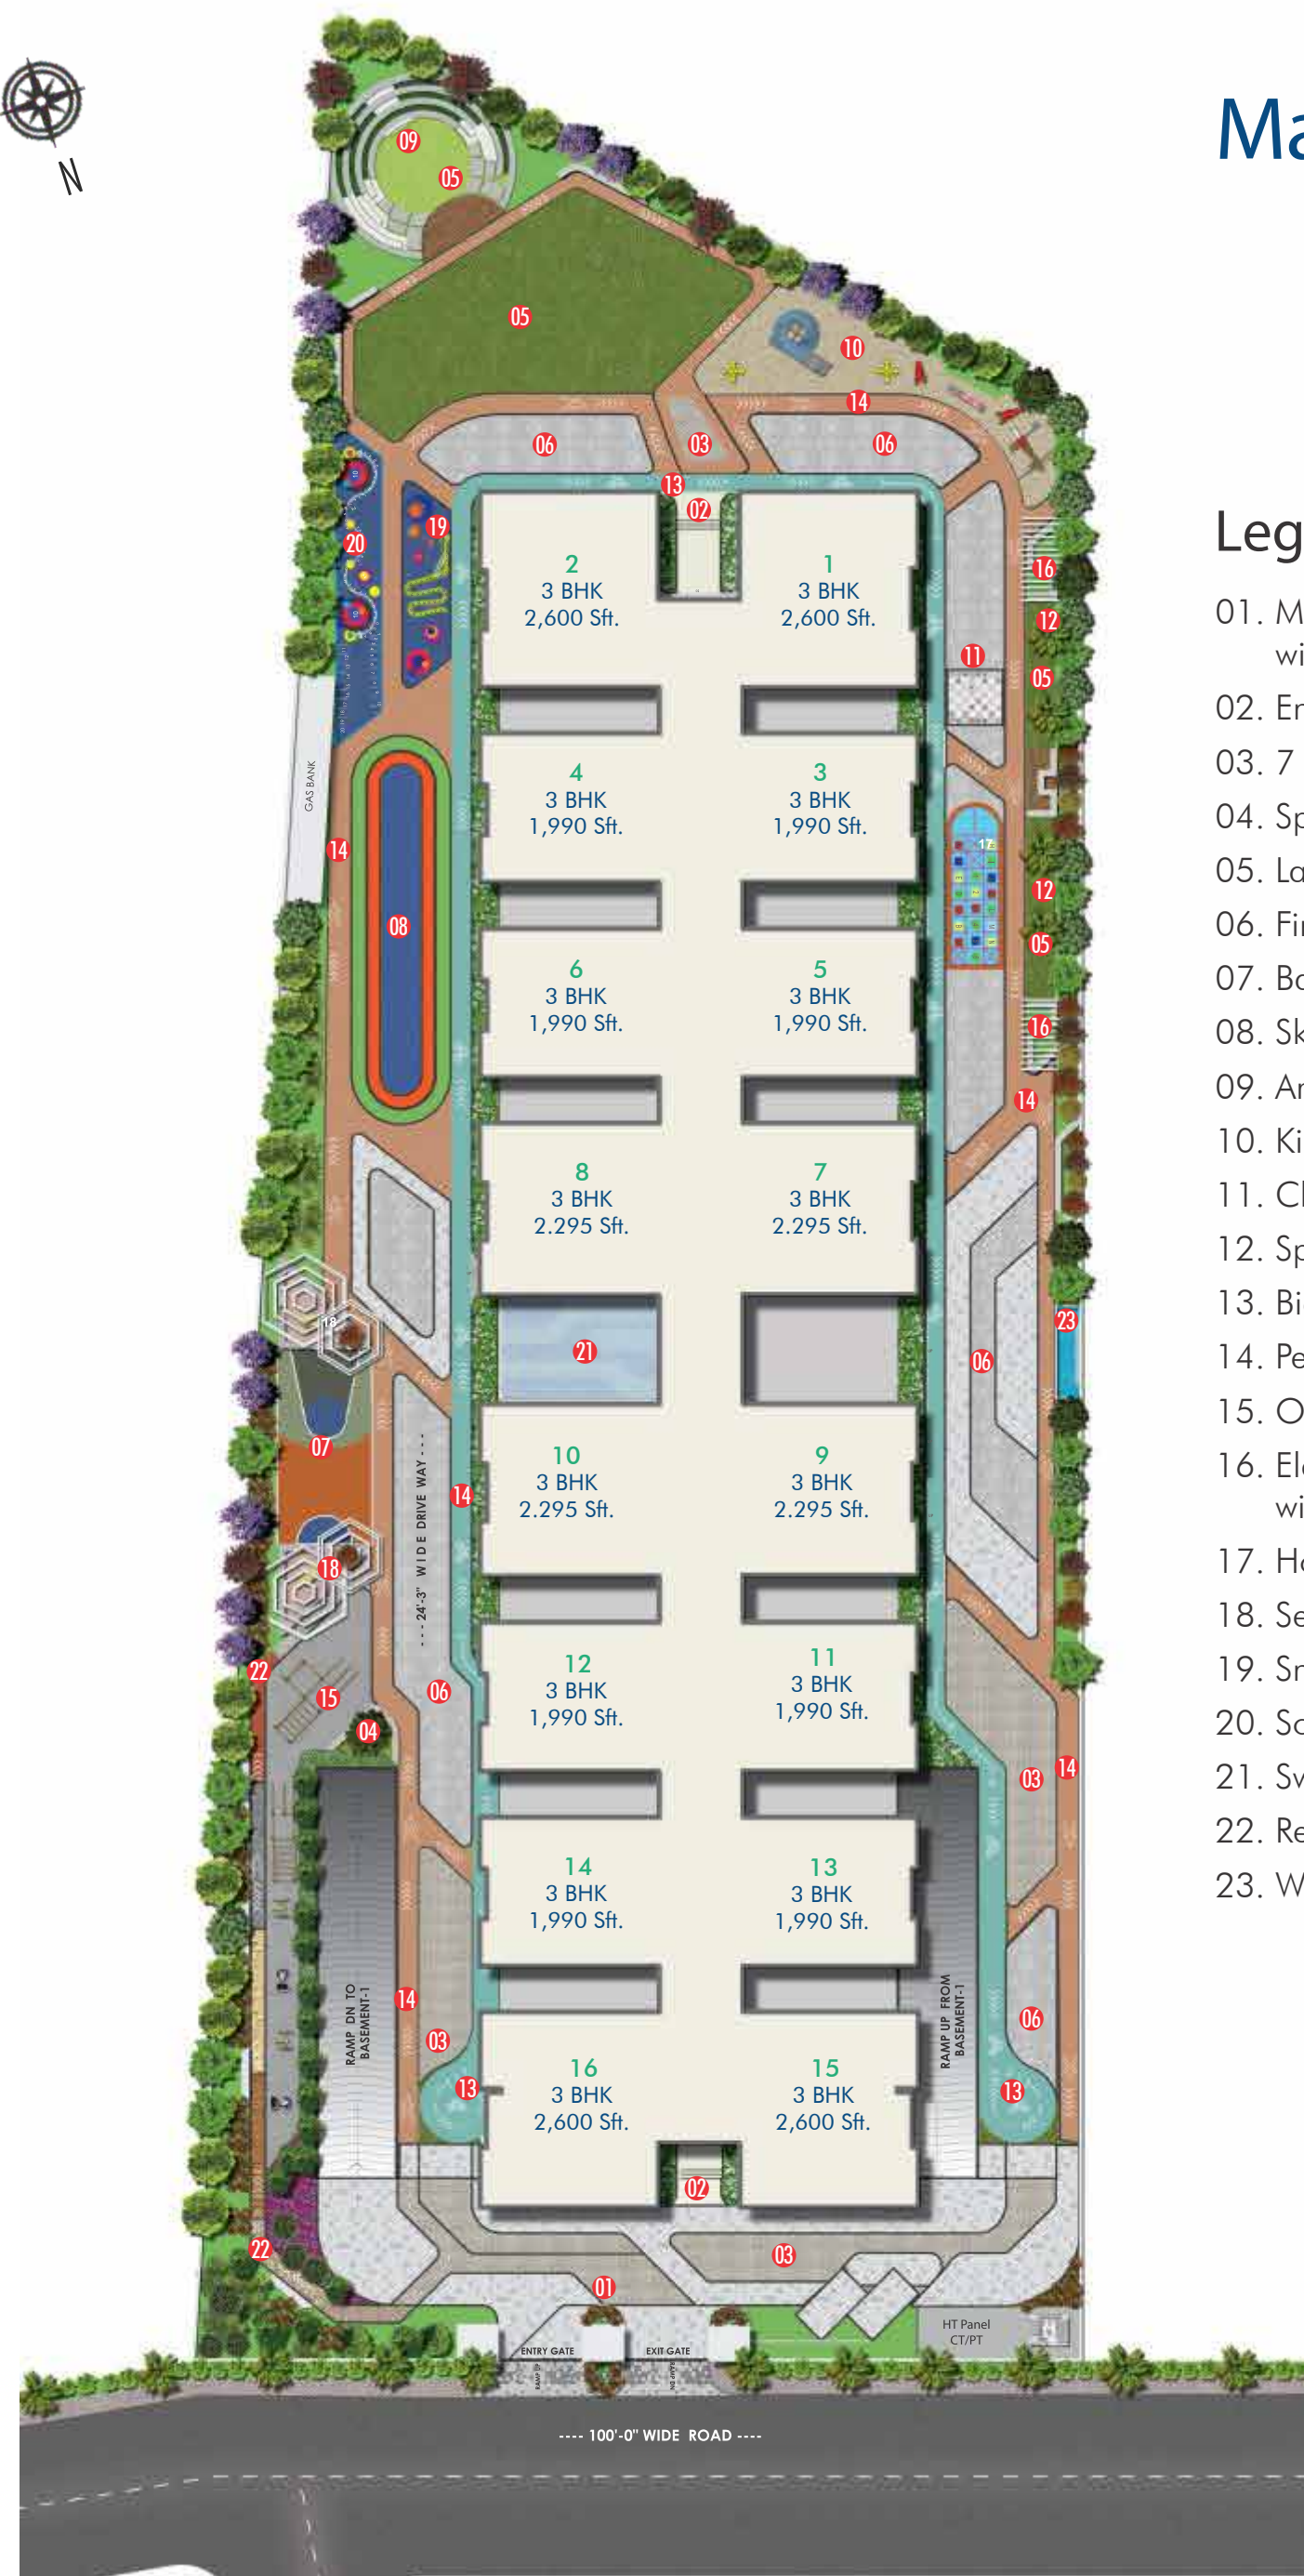 N
Ma
09
05
05
10
14
06
03
06
13
02
19
20
16
12
11
05
2
3 BHK
2,600 Sft.
1
3 BHK
2,600 Sft.
GAS BANK
14
08
4
3 BHK
1,990 Sft.
3
3 BHK
1,990 Sft.
17
12
05
6
3 BHK
1,990 Sft.
5
3 BHK
1,990 Sft.
16
14
8
3 BHK
2.295 Sft.
7
3 BHK
2.295 Sft.
18
21
23
06
07
10
3 BHK
2.295 Sft.
9
3 BHK
2.295 Sft.
--- 24'-3" WIDE DRIVE WAY ---
14
18
22
15
04
06
12
3 BHK
1,990 Sft.
11
3 BHK
1,990 Sft.
03
14
14
3 BHK
1,990 Sft.
13
3 BHK
1,990 Sft.
RAMP DN TO
BASEMENT-1
14
03
13
RAMP UP FROM
BASEMENT-1
06
13
16
3 BHK
2,600 Sft.
15
3 BHK
2,600 Sft.
02
22
03
01
ENTRY GATE
EXIT GATE
RAMP UP
RAMP DN
HT Panel
CT/PT
---- 100'-0" WIDE ROAD ----
Leg
01. M
wi
02. En
03. 7
04. Sp
05. La
06. Fir
07. Ba
08. Sk
09. An
10. Ki
11. Ch
12. Sp
13. Bi
14. Pe
15. O
16. Ele
wi
17. Ho
18. Se
19. Sn
20. Sc
21. Sw
22. Re
23. W